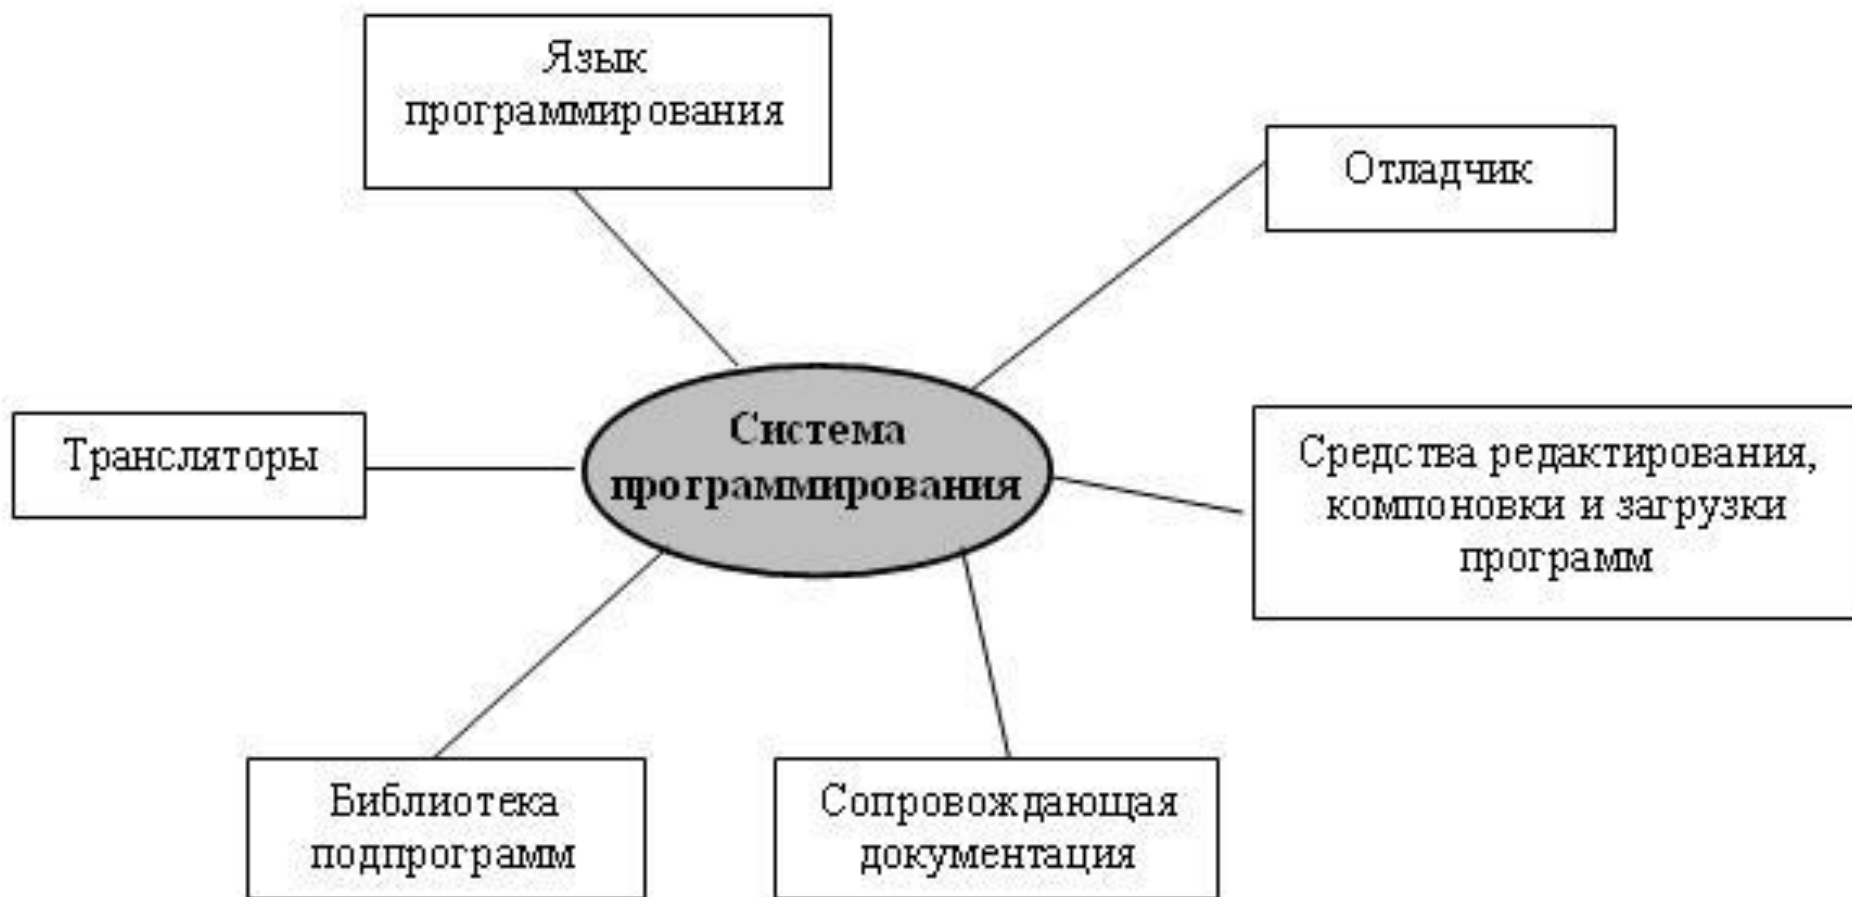 Язык
программирования
Отладчик
Трансляторы
Система
программирования
Средства редактирования,
компоновки и загрузки
программ
Библиотека
подпрограмм
Сопровождающая
документация